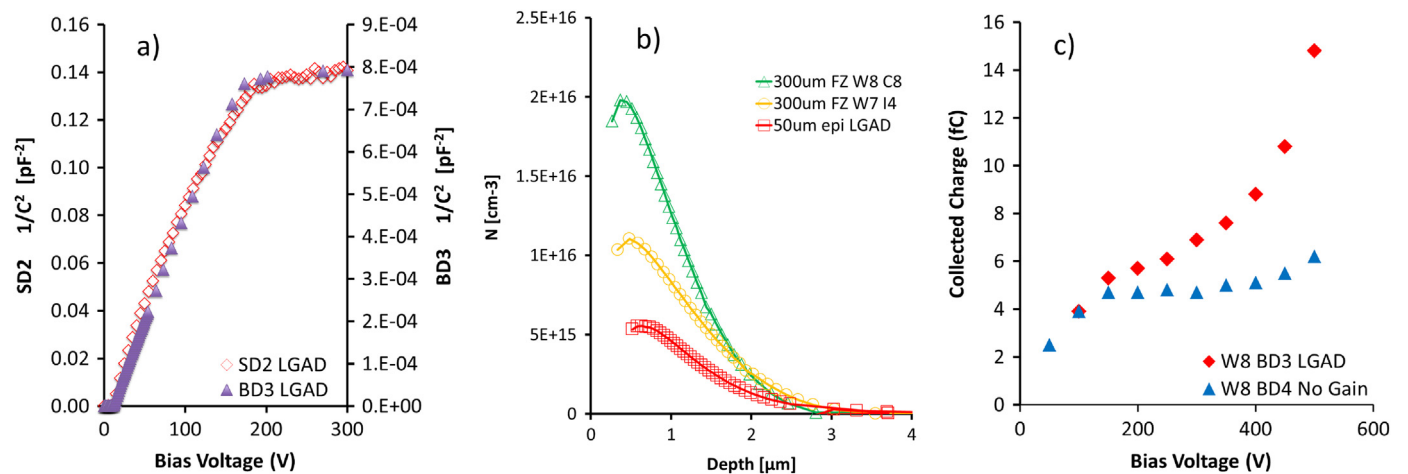 a)
SD2 1/C² [pF⁻²]
0.16
0.14
0.12
0.10
0.08
0.06
0.04
0.02
0.00
9.E-04
8.E-04
7.E-04
6.E-04
5.E-04
4.E-04
3.E-04
2.E-04
1.E-04
0.E+00
BD3 1/C² [pF⁻²]
SD2 LGAD
BD3 LGAD
0 100 200 300
Bias Voltage (V)
b)
N [cm-3]
2.5E+16
2E+16
1.5E+16
1E+16
5E+15
0
300um FZ W8 C8
300um FZ W7 I4
50um epi LGAD
0 1 2 3 4
Depth [µm]
c)
Collected Charge (fC)
16
14
12
10
8
6
4
2
0
W8 BD3 LGAD
W8 BD4 No Gain
0 200 400 600
Bias Voltage (V)